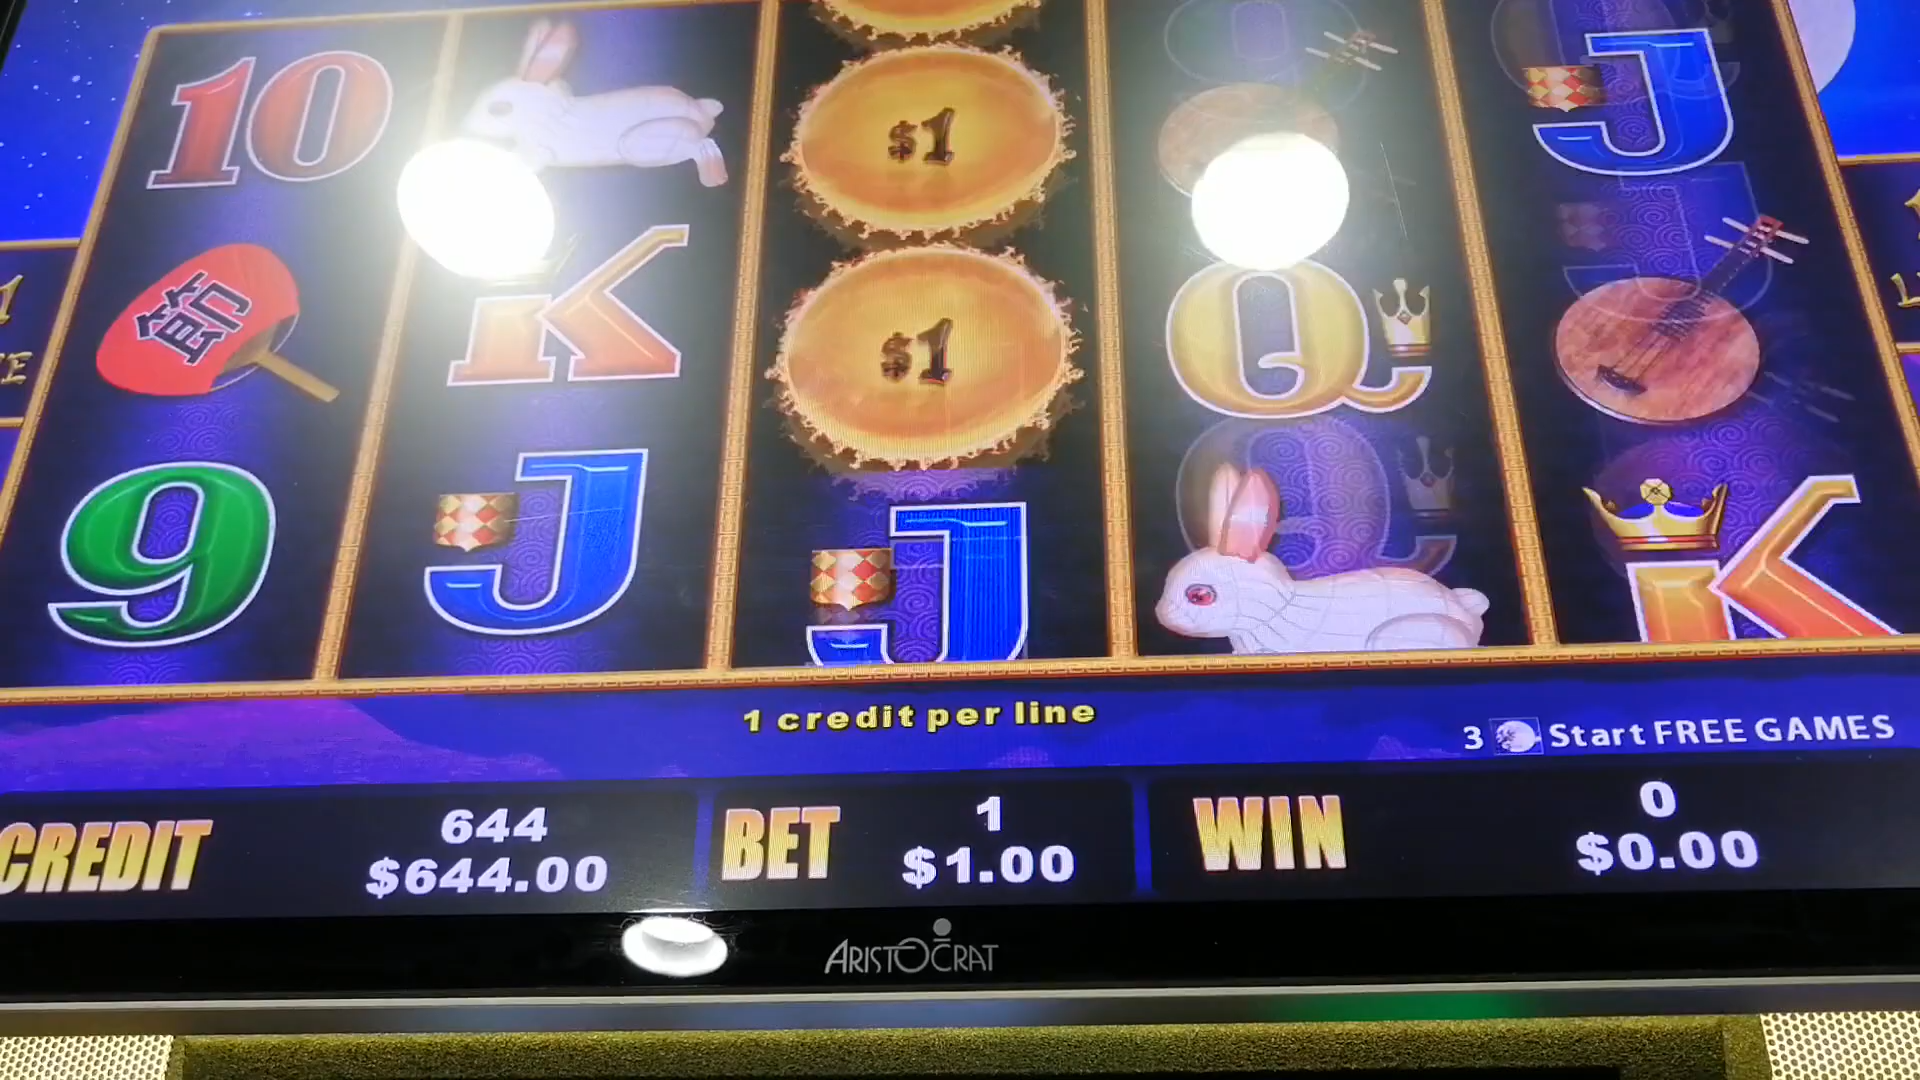 10
$1
J
K
$1
Q
9
J
J
K
1 credit per line
3 Start FREE GAMES
CREDIT
644
$644.00
BET
1
$1.00
WIN
0
$0.00
ARISTOCRAT